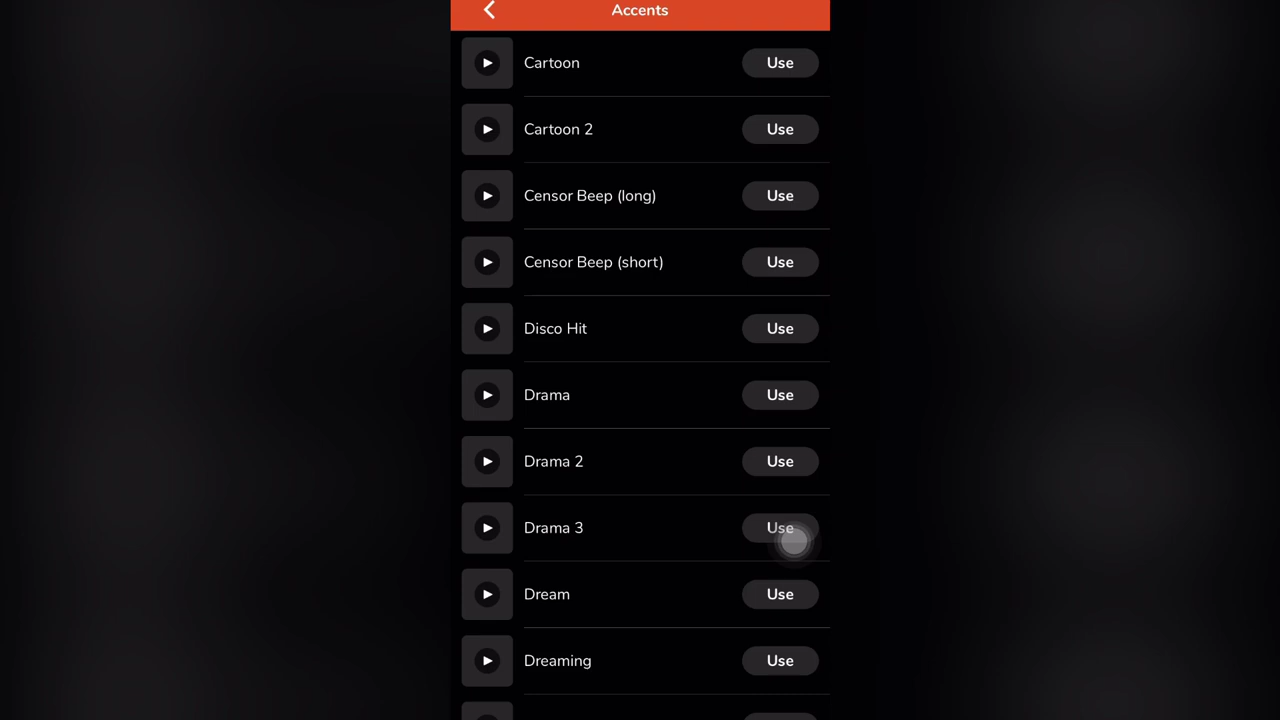 Accents
Cartoon Use
Cartoon 2 Use
Censor Beep (long) Use
Censor Beep (short) Use
Disco Hit Use
Drama Use
Drama 2 Use
Drama 3 Use
Dream Use
Dreaming Use